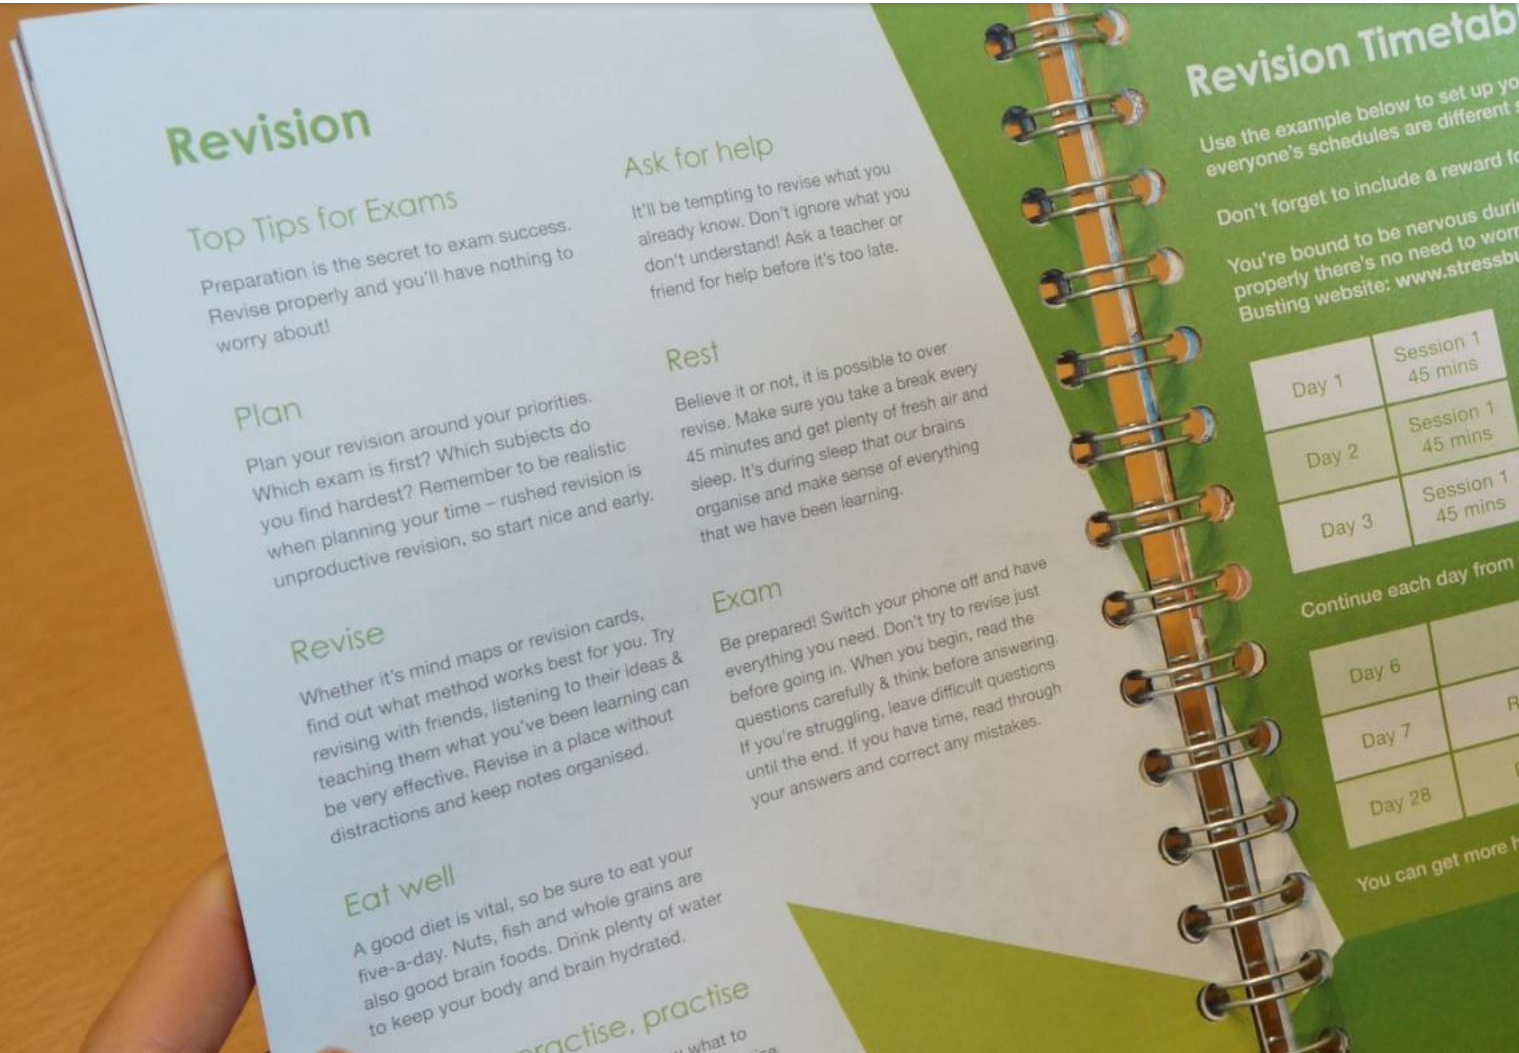 Revision
Top Tips for Exams
Preparation is the secret to exam success.
Revise properly and you'll have nothing to
worry about!
Plan
Plan your revision around your priorities.
Which exam is first? Which subjects do
you find hardest? Remember to be realistic
when planning your time – rushed revision is
unproductive revision, so start nice and early.
Revise
Whether it's mind maps or revision cards,
find out what method works best for you. Try
revising with friends, listening to their ideas &
teaching them what you've been learning can
be very effective. Revise in a place without
distractions and keep notes organised.
Eat well
A good diet is vital, so be sure to eat your
five-a-day. Nuts, fish and whole grains are
also good brain foods. Drink plenty of water
to keep your body and brain hydrated.
practise
what to
Ask for help
It'll be tempting to revise what you
already know. Don't ignore what you
don't understand! Ask a teacher or
friend for help before it's too late.
Rest
Believe it or not, it is possible to over
revise. Make sure you take a break every
45 minutes and get plenty of fresh air and
sleep. It's during sleep that our brains
organise and make sense of everything
that we have been learning.
Exam
Be prepared! Switch your phone off and have
everything you need. Don't try to revise just
before going in. When you begin, read the
questions carefully & think before answering.
If you're struggling, leave difficult questions
until the end. If you have time, read through
your answers and correct any mistakes.
Revision Timetab
Use the example below to set up yo
everyone's schedules are different
Don't forget to include a reward fo
You're bound to be nervous duri
properly there's no need to worr
Busting website: www.stressbu
Day 1 Session 1
45 mins
Day 2 Session 1
45 mins
Day 3 Session 1
45 mins
Continue each day from
Day 6
Day 7 R
Day 28
You can get more h